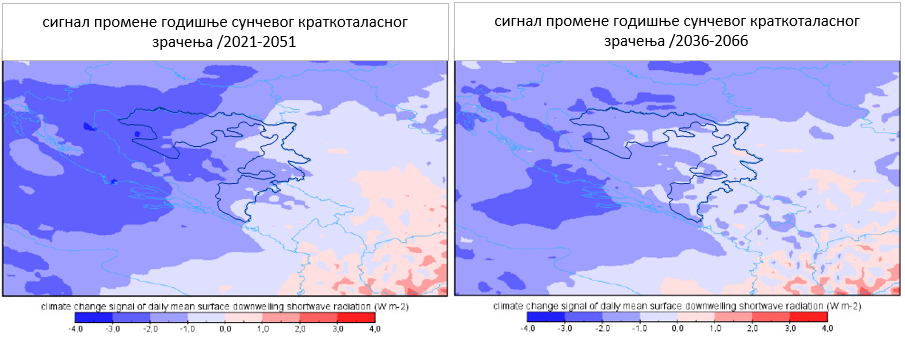 сигнал промене годишње сунчевог краткоталасног
зрачења /2021-2051
climate change signal of daily mean surface downwelling shortwave radiation (W m-2)
-4,0 -3,0 -2,0 -1,0 0,0 1,0 2,0 3,0 4,0
сигнал промене годишње сунчевог краткоталасног
зрачења /2036-2066
climate change signal of daily mean surface downwelling shortwave radiation (W m-2)
-4,0 -3,0 -2,0 -1,0 0,0 1,0 2,0 3,0 4,0